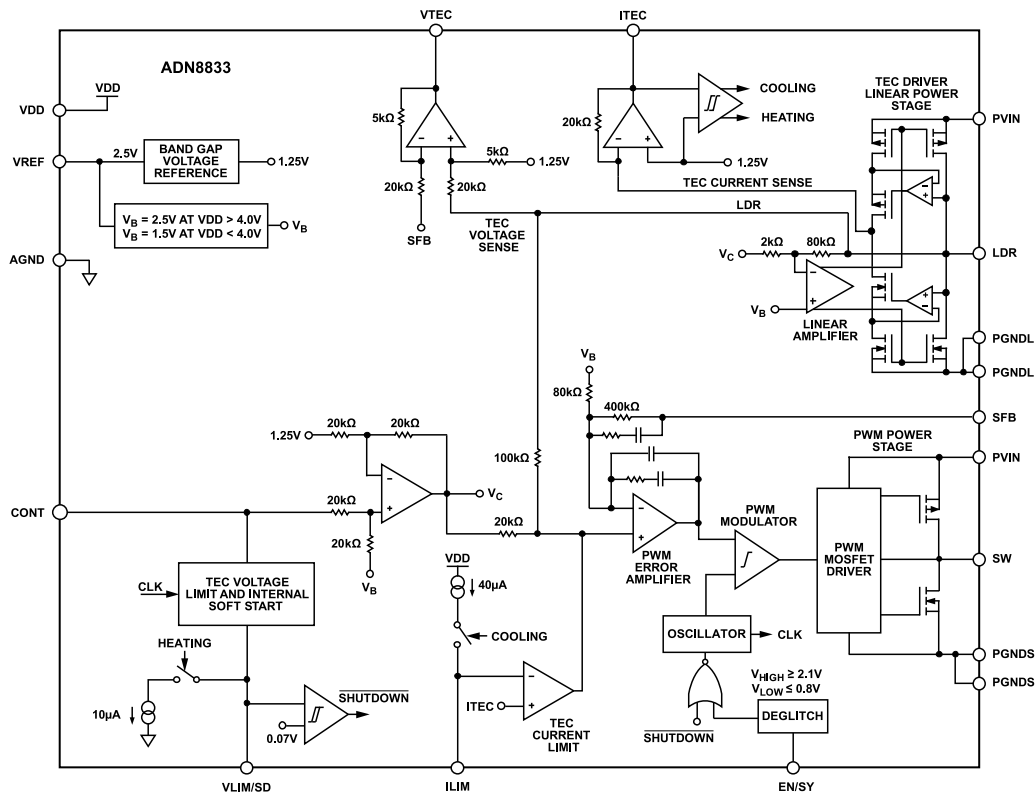 VTEC
ITEC
ADN8833
VDD
VDD
VREF
2.5V
BAND GAP
VOLTAGE
REFERENCE
1.25V
VB = 2.5V AT VDD > 4.0V
VB = 1.5V AT VDD < 4.0V
VB
AGND
5kΩ
−
+
5kΩ
1.25V
20kΩ
20kΩ
SFB
TEC
VOLTAGE
SENSE
20kΩ
−
+
COOLING
HEATING
1.25V
TEC CURRENT SENSE
LDR
TEC DRIVER
LINEAR POWER
STAGE
PVIN
−
+
2kΩ
80kΩ
VC
LDR
−
+
VB
LINEAR
AMPLIFIER
+
−
PGNDL
PGNDL
VB
80kΩ
400kΩ
SFB
20kΩ
20kΩ
1.25V
100kΩ
PWM POWER
STAGE
PVIN
−
+
VC
CONT
20kΩ
20kΩ
VB
20kΩ
−
+
PWM
ERROR
AMPLIFIER
PWM
MODULATOR
PWM
MOSFET
DRIVER
SW
CLK
TEC VOLTAGE
LIMIT AND INTERNAL
SOFT START
VDD
40µA
COOLING
OSCILLATOR
CLK
HEATING
10µA
SHUTDOWN
0.07V
−
+
ITEC
TEC
CURRENT
LIMIT
VHIGH ≥ 2.1V
VLOW ≤ 0.8V
DEGLITCH
SHUTDOWN
PGNDS
PGNDS
VLIM/SD
ILIM
EN/SY